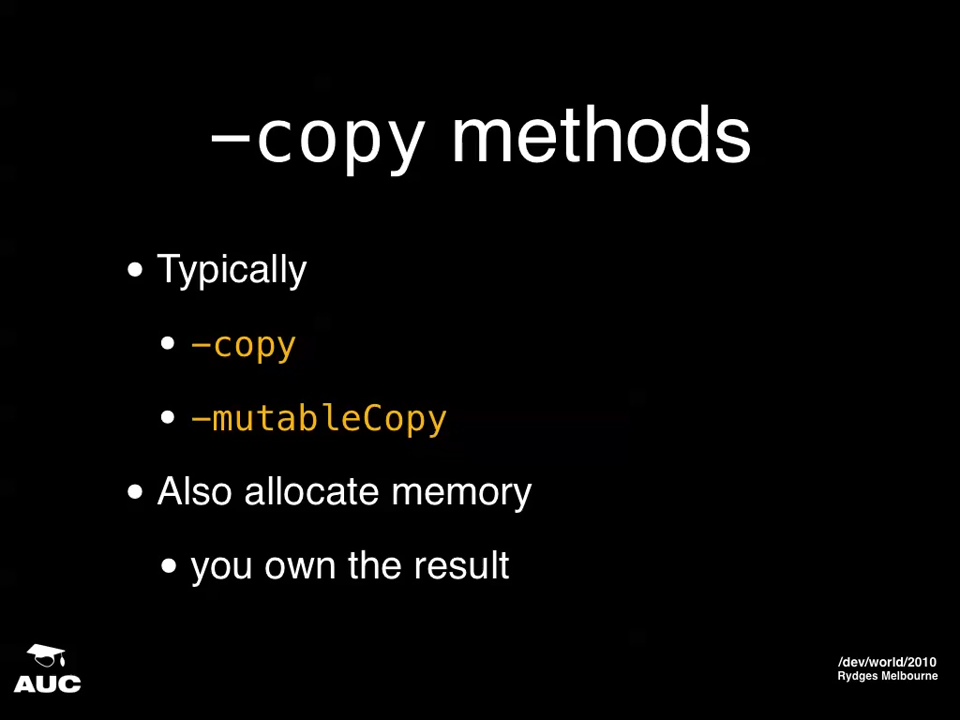 -copy methods
• Typically
• -copy
• -mutableCopy
• Also allocate memory
• you own the result
AUC
/dev/world/2010
Rydges Melbourne